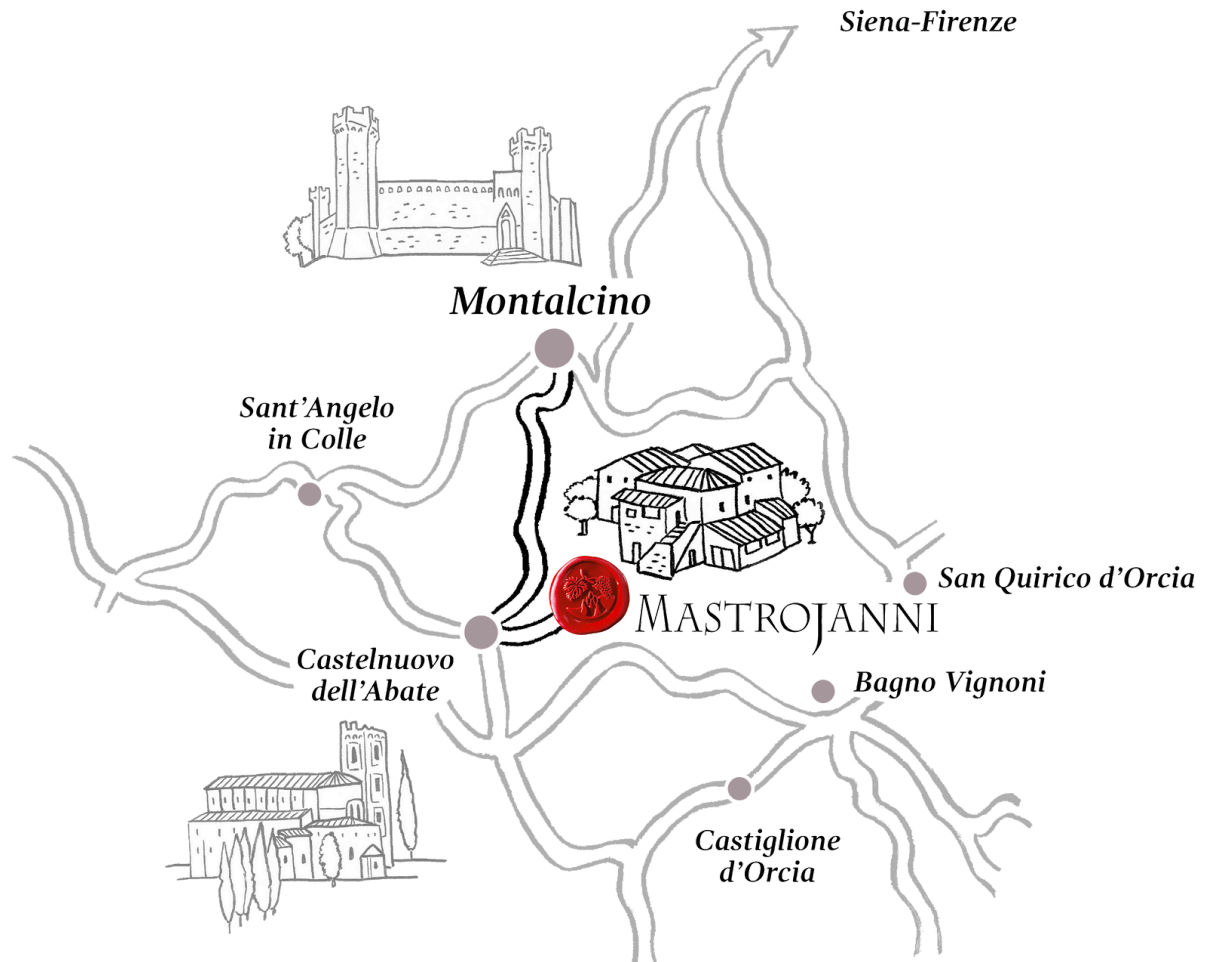 Siena-Firenze
Montalcino
Sant’Angelo
in Colle
San Quirico d’Orcia
MASTROJANNI
Castelnuovo
dell’Abate
Bagno Vignoni
Castiglione
d’Orcia